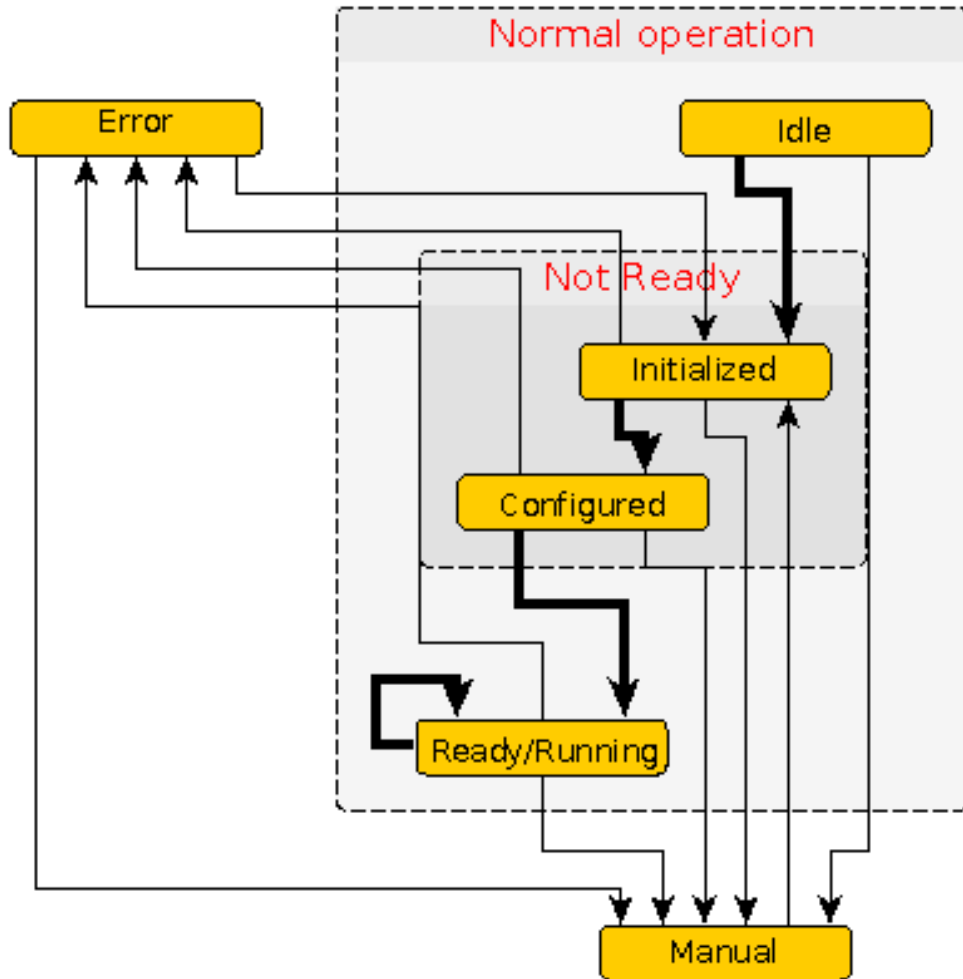 Normal operation
Error
Idle
Not Ready
Initialized
Configured
Ready/Running
Manual